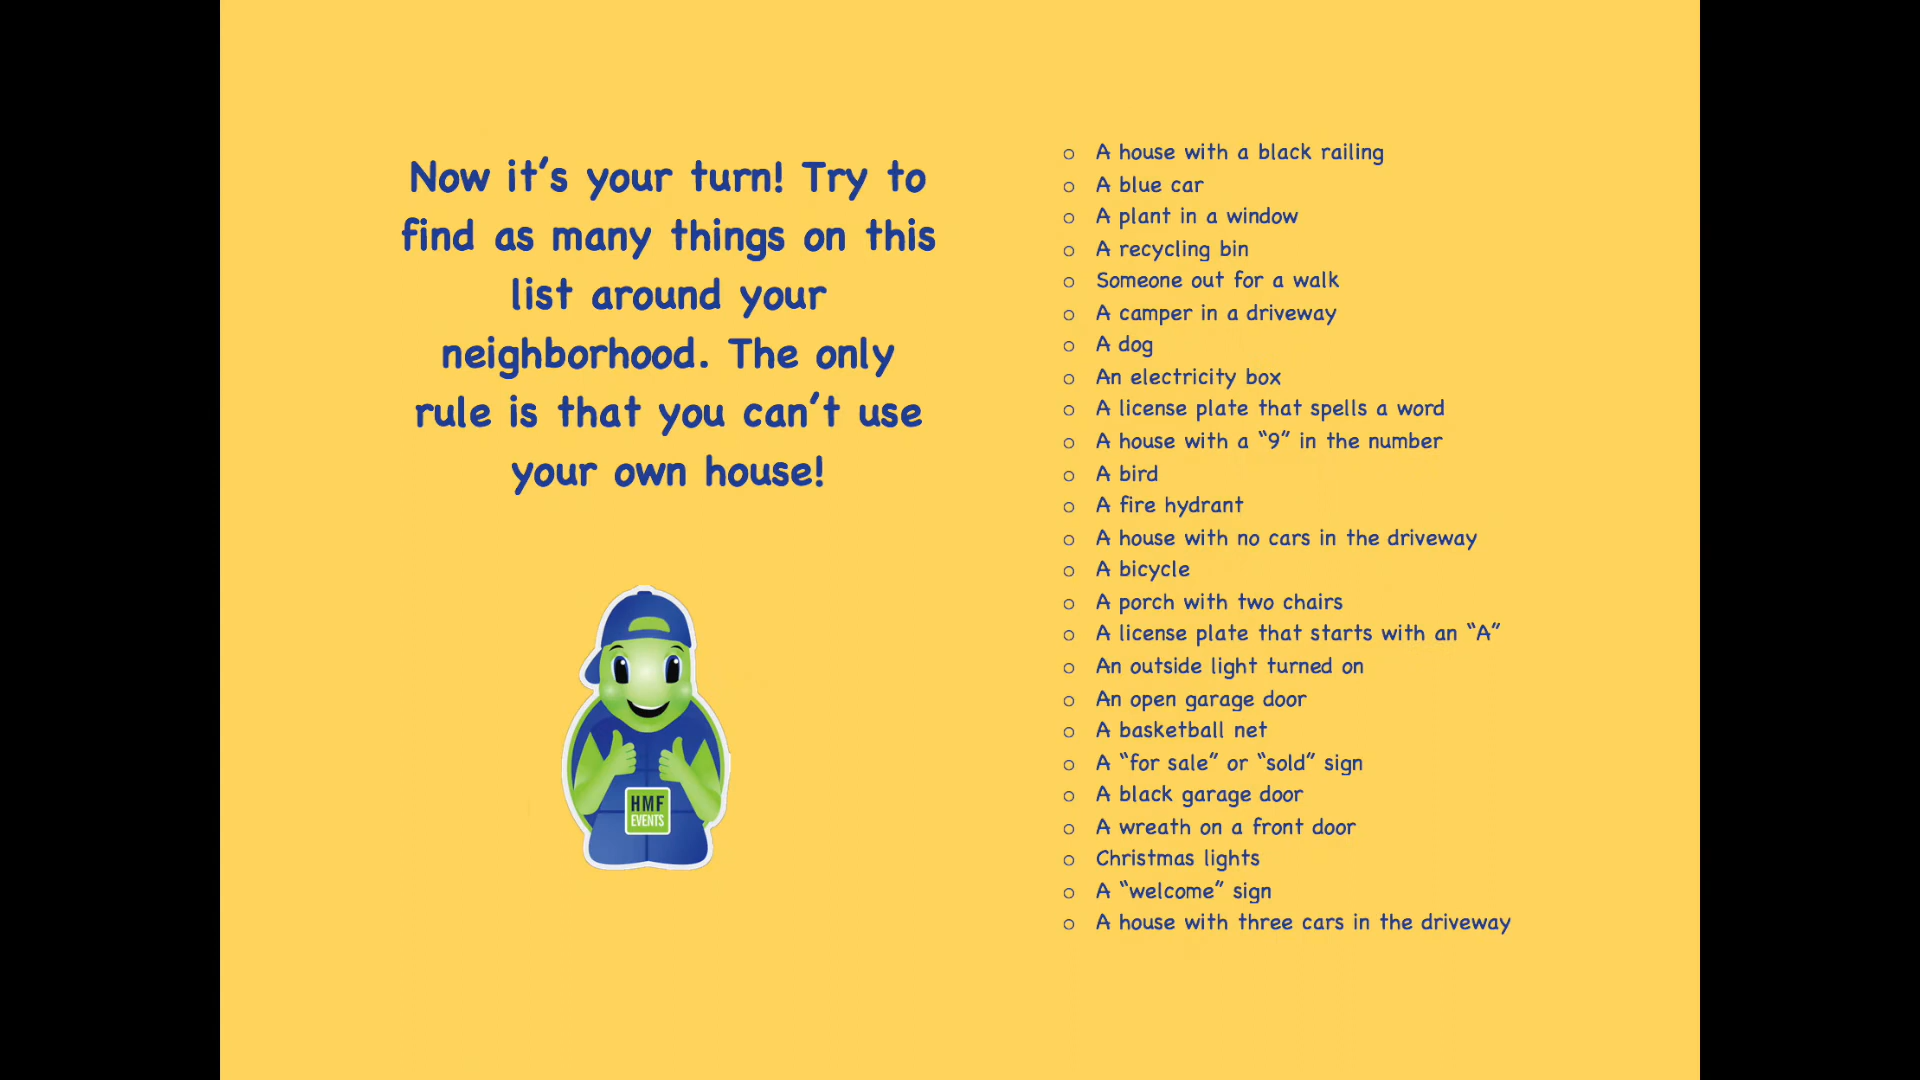 Now it's your turn! Try to
find as many things on this
list around your
neighborhood. The only
rule is that you can't use
your own house!
HMF
EVENTS
o A house with a black railing
o A blue car
o A plant in a window
o A recycling bin
o Someone out for a walk
o A camper in a driveway
o A dog
o An electricity box
o A license plate that spells a word
o A house with a “9” in the number
o A bird
o A fire hydrant
o A house with no cars in the driveway
o A bicycle
o A porch with two chairs
o A license plate that starts with an “A”
o An outside light turned on
o An open garage door
o A basketball net
o A “for sale” or “sold” sign
o A black garage door
o A wreath on a front door
o Christmas lights
o A “welcome” sign
o A house with three cars in the driveway